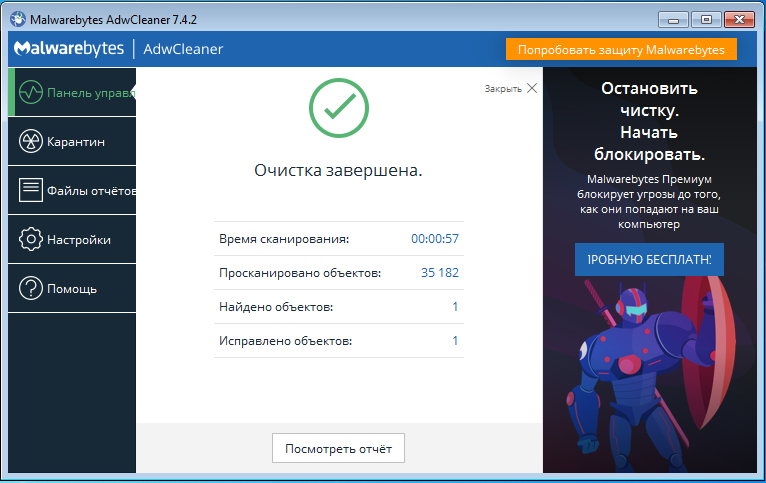 Malwarebytes AdwCleaner 7.4.2
Malwarebytes AdwCleaner
Попробовать защиту Malwarebytes
Панель управл
Карантин
Файлы отчётов
Настройки
Помощь
Закрыть
Очистка завершена.
Время сканирования: 00:00:57
Просканировано объектов: 35 182
Найдено объектов: 1
Исправлено объектов: 1
Посмотреть отчёт
Остановить
чистку.
Начать
блокировать.
Malwarebytes Премиум
блокирует угрозы до того,
как они попадают на ваш
компьютер
РОБНУЮ БЕСПЛАТН